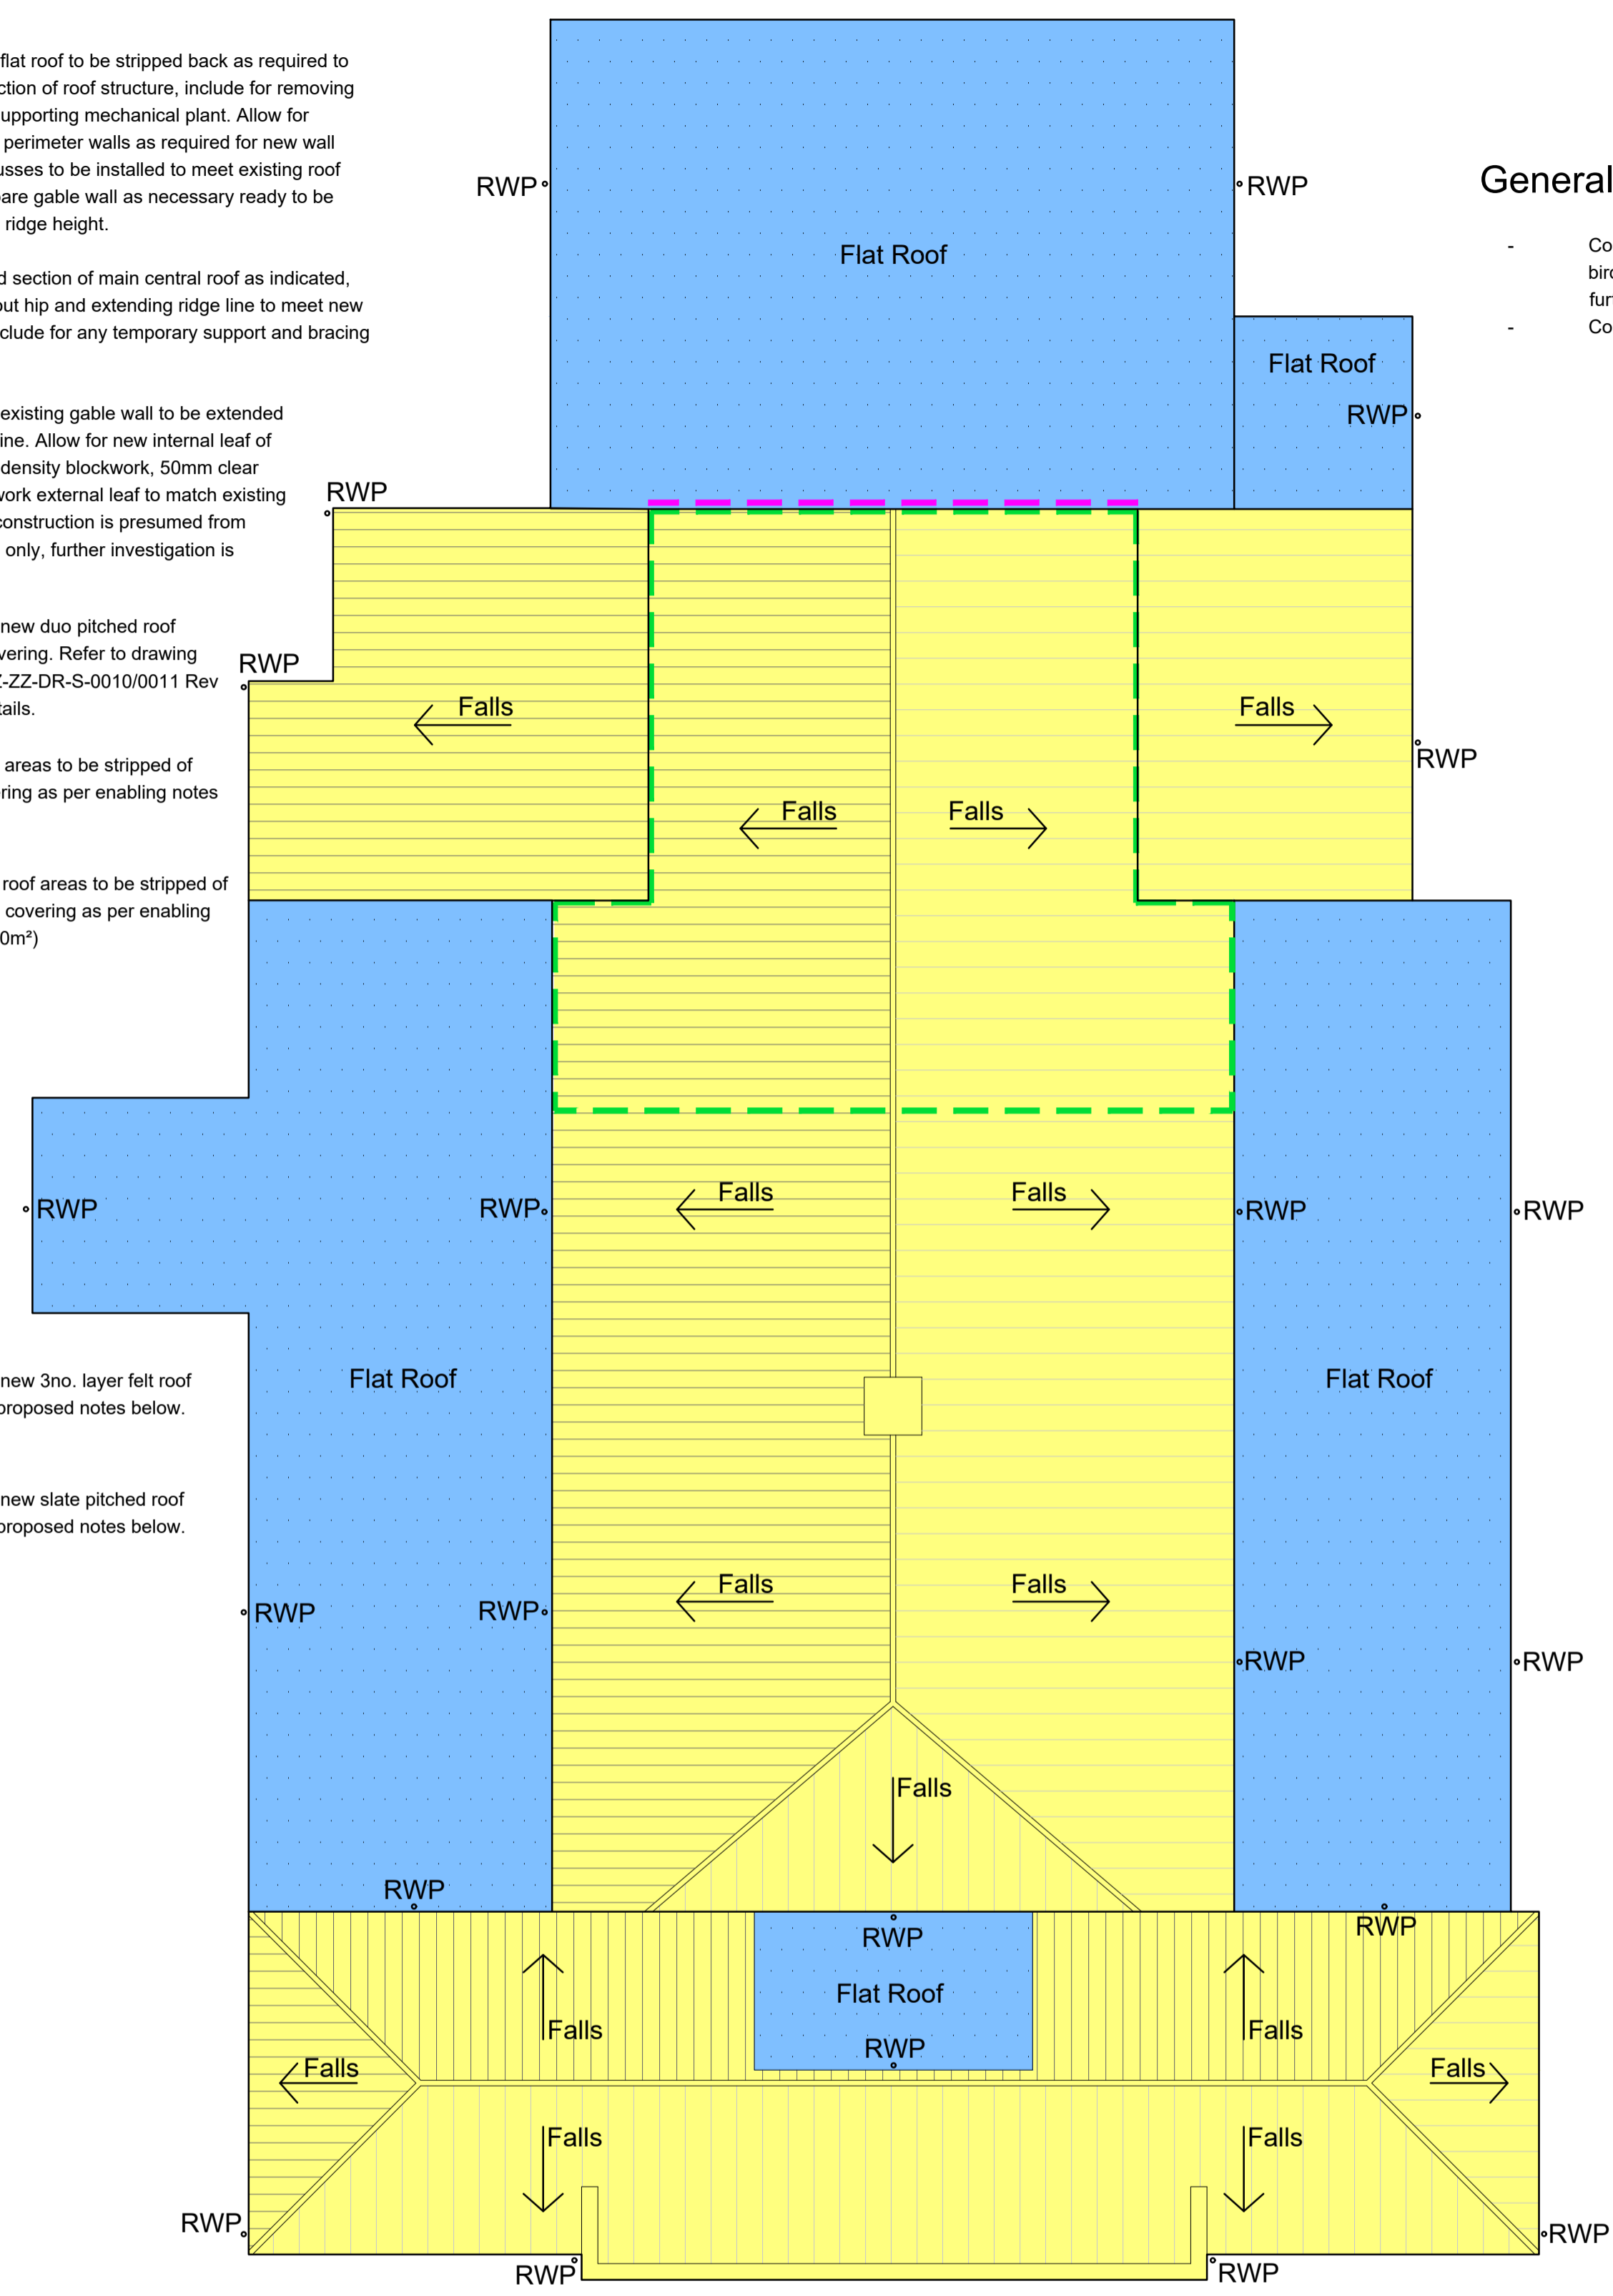 flat roof to be stripped back as required to
ction of roof structure, include for removing
upporting mechanical plant. Allow for
perimeter walls as required for new wall
usses to be installed to meet existing roof
are gable wall as necessary ready to be
ridge height.
d section of main central roof as indicated,
out hip and extending ridge line to meet new
clude for any temporary support and bracing
existing gable wall to be extended
ine. Allow for new internal leaf of
density blockwork, 50mm clear
work external leaf to match existing
construction is presumed from
only, further investigation is
new duo pitched roof
vering. Refer to drawing
Z-ZZ-DR-S-0010/0011 Rev
tails.
areas to be stripped of
ring as per enabling notes
roof areas to be stripped of
covering as per enabling
0m²)
new 3no. layer felt roof
proposed notes below.
new slate pitched roof
proposed notes below.
General
- Co
bird
fur
- Co
RWP
RWP
Flat Roof
Flat Roof
RWP
RWP
RWP
Falls
Falls
RWP
Falls
Falls
Falls
Falls
RWP
RWP
RWP
RWP
Flat Roof
Flat Roof
Falls
Falls
RWP
RWP
RWP
RWP
Falls
RWP
RWP
RWP
Flat Roof
RWP
Falls
Falls
Falls
Falls
Falls
Falls
RWP
RWP
RWP
RWP